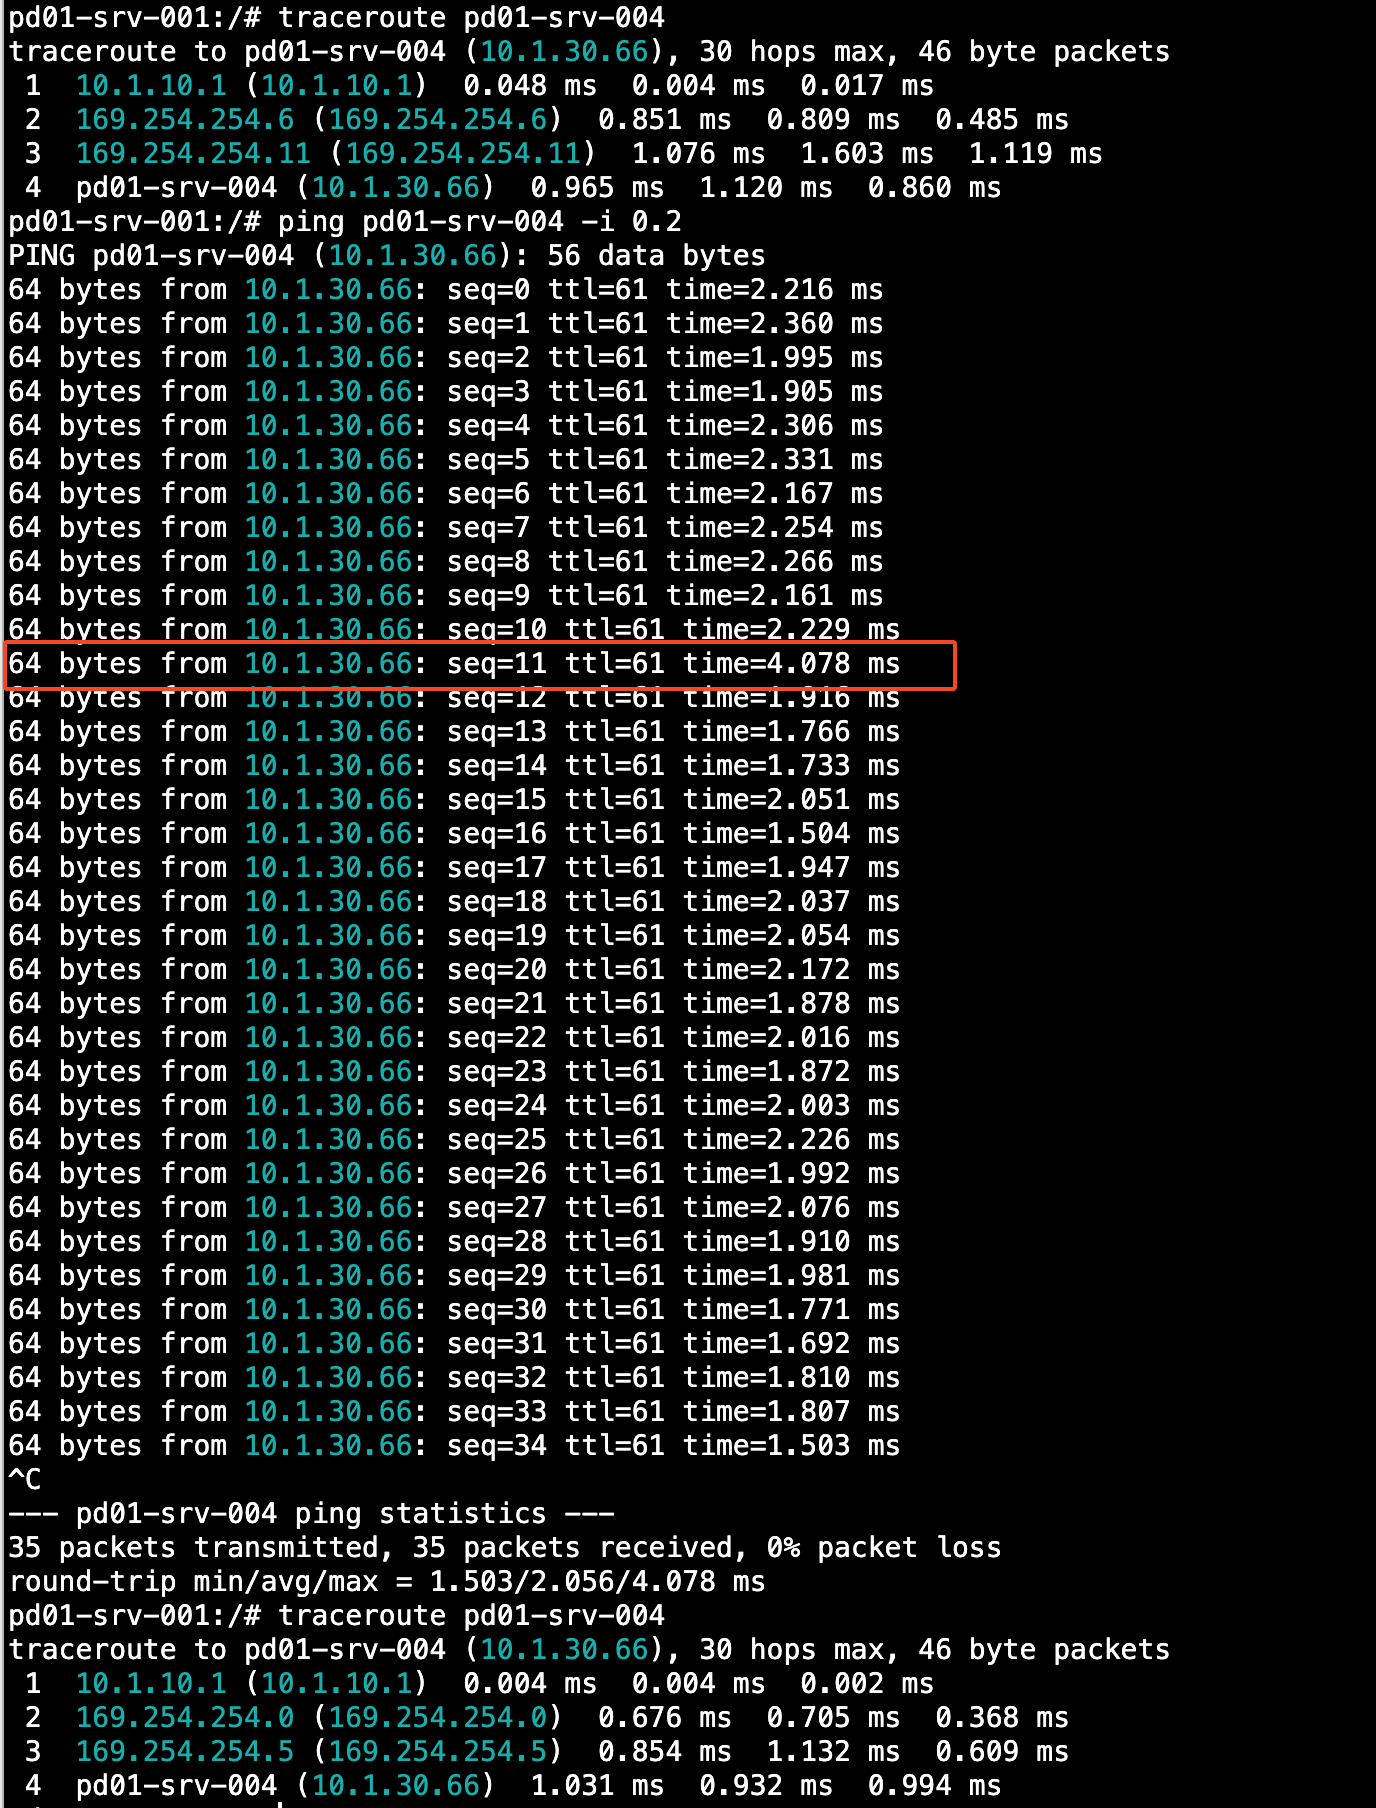 pd01-srv-001:/# traceroute pd01-srv-004
traceroute to pd01-srv-004 (10.1.30.66), 30 hops max, 46 byte packets
 1  10.1.10.1 (10.1.10.1)  0.048 ms  0.004 ms  0.017 ms
 2  169.254.254.6 (169.254.254.6)  0.851 ms  0.809 ms  0.485 ms
 3  169.254.254.11 (169.254.254.11)  1.076 ms  1.603 ms  1.119 ms
 4  pd01-srv-004 (10.1.30.66)  0.965 ms  1.120 ms  0.860 ms
pd01-srv-001:/# ping pd01-srv-004 -i 0.2
PING pd01-srv-004 (10.1.30.66): 56 data bytes
64 bytes from 10.1.30.66: seq=0 ttl=61 time=2.216 ms
64 bytes from 10.1.30.66: seq=1 ttl=61 time=2.360 ms
64 bytes from 10.1.30.66: seq=2 ttl=61 time=1.995 ms
64 bytes from 10.1.30.66: seq=3 ttl=61 time=1.905 ms
64 bytes from 10.1.30.66: seq=4 ttl=61 time=2.306 ms
64 bytes from 10.1.30.66: seq=5 ttl=61 time=2.331 ms
64 bytes from 10.1.30.66: seq=6 ttl=61 time=2.167 ms
64 bytes from 10.1.30.66: seq=7 ttl=61 time=2.254 ms
64 bytes from 10.1.30.66: seq=8 ttl=61 time=2.266 ms
64 bytes from 10.1.30.66: seq=9 ttl=61 time=2.161 ms
64 bytes from 10.1.30.66: seq=10 ttl=61 time=2.229 ms
64 bytes from 10.1.30.66: seq=11 ttl=61 time=4.078 ms
64 bytes from 10.1.30.66: seq=12 ttl=61 time=1.916 ms
64 bytes from 10.1.30.66: seq=13 ttl=61 time=1.766 ms
64 bytes from 10.1.30.66: seq=14 ttl=61 time=1.733 ms
64 bytes from 10.1.30.66: seq=15 ttl=61 time=2.051 ms
64 bytes from 10.1.30.66: seq=16 ttl=61 time=1.504 ms
64 bytes from 10.1.30.66: seq=17 ttl=61 time=1.947 ms
64 bytes from 10.1.30.66: seq=18 ttl=61 time=2.037 ms
64 bytes from 10.1.30.66: seq=19 ttl=61 time=2.054 ms
64 bytes from 10.1.30.66: seq=20 ttl=61 time=2.172 ms
64 bytes from 10.1.30.66: seq=21 ttl=61 time=1.878 ms
64 bytes from 10.1.30.66: seq=22 ttl=61 time=2.016 ms
64 bytes from 10.1.30.66: seq=23 ttl=61 time=1.872 ms
64 bytes from 10.1.30.66: seq=24 ttl=61 time=2.003 ms
64 bytes from 10.1.30.66: seq=25 ttl=61 time=2.226 ms
64 bytes from 10.1.30.66: seq=26 ttl=61 time=1.992 ms
64 bytes from 10.1.30.66: seq=27 ttl=61 time=2.076 ms
64 bytes from 10.1.30.66: seq=28 ttl=61 time=1.910 ms
64 bytes from 10.1.30.66: seq=29 ttl=61 time=1.981 ms
64 bytes from 10.1.30.66: seq=30 ttl=61 time=1.771 ms
64 bytes from 10.1.30.66: seq=31 ttl=61 time=1.692 ms
64 bytes from 10.1.30.66: seq=32 ttl=61 time=1.810 ms
64 bytes from 10.1.30.66: seq=33 ttl=61 time=1.807 ms
64 bytes from 10.1.30.66: seq=34 ttl=61 time=1.503 ms
^C
--- pd01-srv-004 ping statistics ---
35 packets transmitted, 35 packets received, 0% packet loss
round-trip min/avg/max = 1.503/2.056/4.078 ms
pd01-srv-001:/# traceroute pd01-srv-004
traceroute to pd01-srv-004 (10.1.30.66), 30 hops max, 46 byte packets
 1  10.1.10.1 (10.1.10.1)  0.004 ms  0.004 ms  0.002 ms
 2  169.254.254.0 (169.254.254.0)  0.676 ms  0.705 ms  0.368 ms
 3  169.254.254.5 (169.254.254.5)  0.854 ms  1.132 ms  0.609 ms
 4  pd01-srv-004 (10.1.30.66)  1.031 ms  0.932 ms  0.994 ms